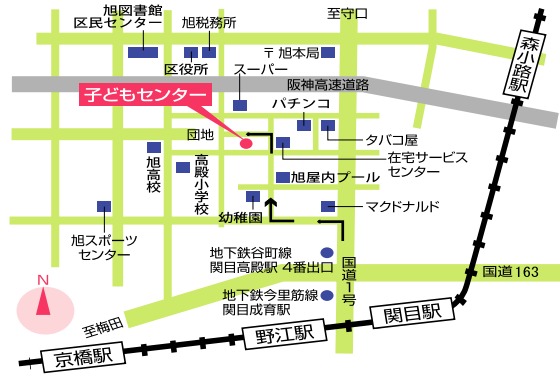 旭図書館
区民センター
旭税務所
至守口
区役所
〒旭本局
スーパー
阪神高速道路
森小路駅
子どもセンター
パチンコ
団地
タバコ屋
旭高校
高殿小学校
在宅サービス
センター
旭屋内プール
幼稚園
マクドナルド
旭スポーツ
センター
地下鉄谷町線
関目高殿駅 4番出口
国道1号
国道163
地下鉄今里筋線
関目成育駅
N
至梅田
関目駅
野江駅
京橋駅